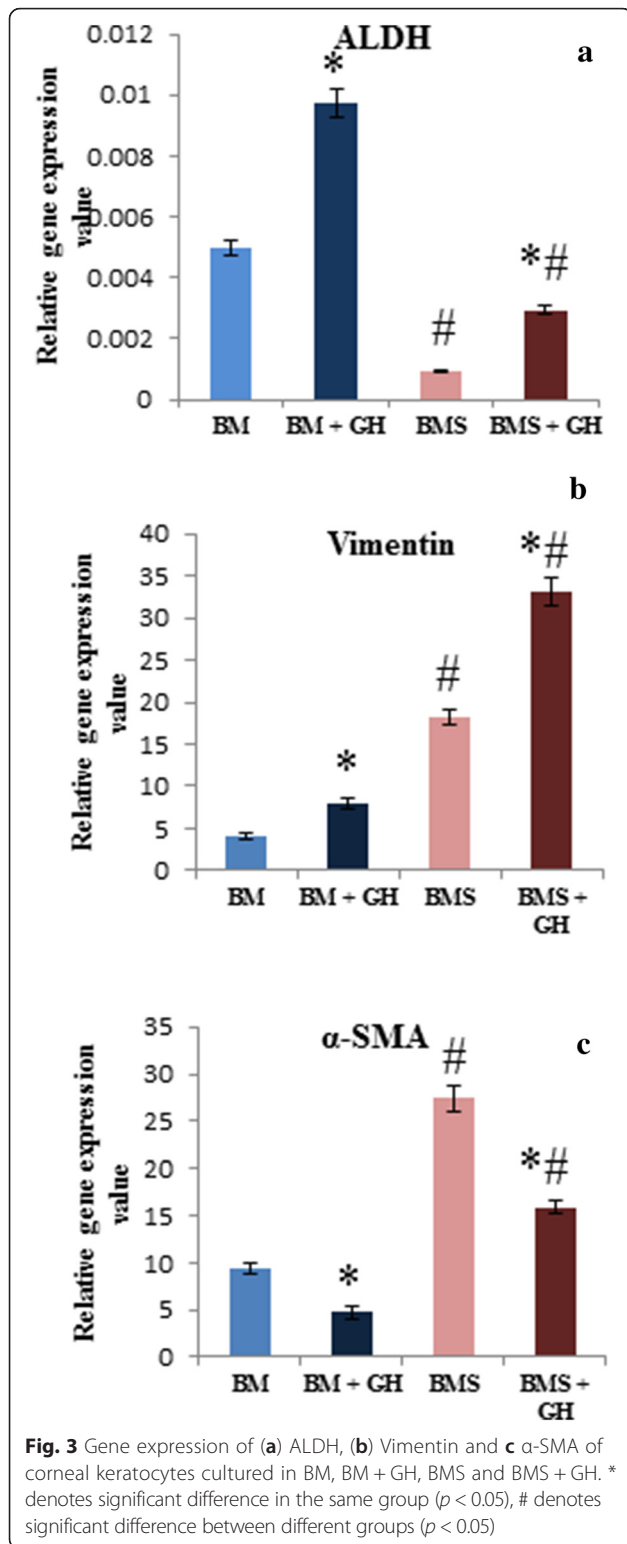 ALDH
a
0.012
0.01
0.008
0.006
0.004
0.002
0
Relative gene expression
value
*
#
*#
BM
BM + GH
BMS
BMS + GH
b
Vimentin
40
35
30
25
20
15
10
5
0
Relative gene expression
value
*
#
*#
BM
BM + GH
BMS
BMS +
GH
c
α-SMA
35
30
25
20
15
10
5
0
Relative gene expression
value
*
#
*#
BM
BM + GH
BMS
BMS +
GH
Fig. 3 Gene expression of (a) ALDH, (b) Vimentin and c α-SMA of
corneal keratocytes cultured in BM, BM + GH, BMS and BMS + GH. *
denotes significant difference in the same group (p < 0.05), # denotes
significant difference between different groups (p < 0.05)